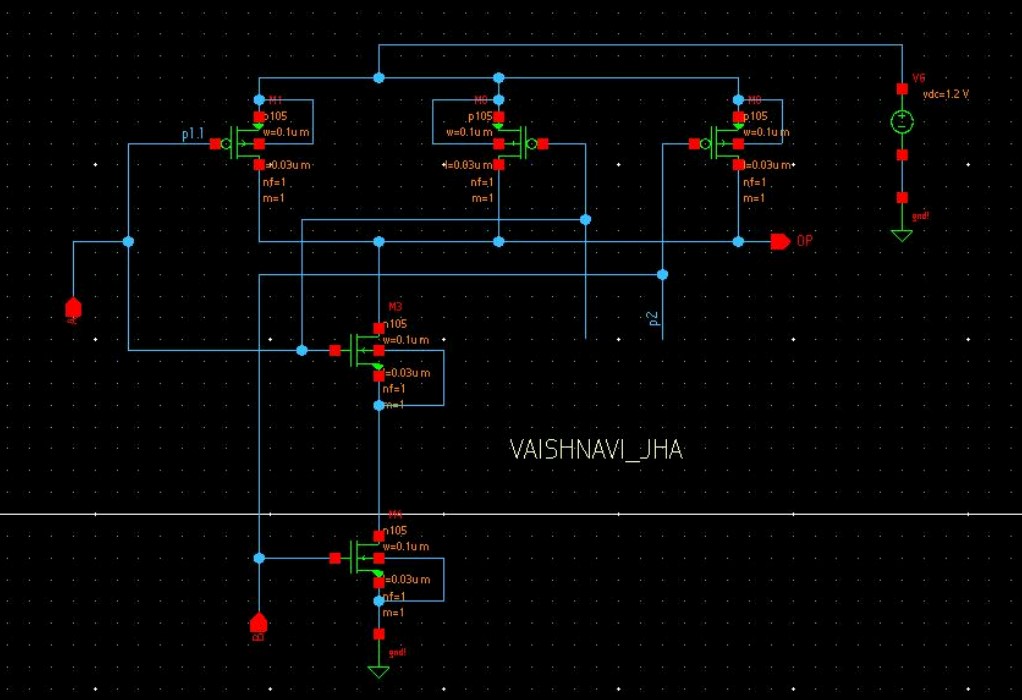 V6
vdc=1.2 V
gnd!
M1
p105
w=0.1u m
l=0.03u m
nf=1
m=1
p1.1
M0
p105
w=0.1u m
l=0.03u m
nf=1
m=1
M8
p105
w=0.1u m
l=0.03u m
nf=1
m=1
OP
p2
A
M3
n105
w=0.1u m
l=0.03u m
nf=1
m=1
VAISHNAVI_JHA
M4
n105
w=0.1u m
l=0.03u m
nf=1
m=1
B
gnd!